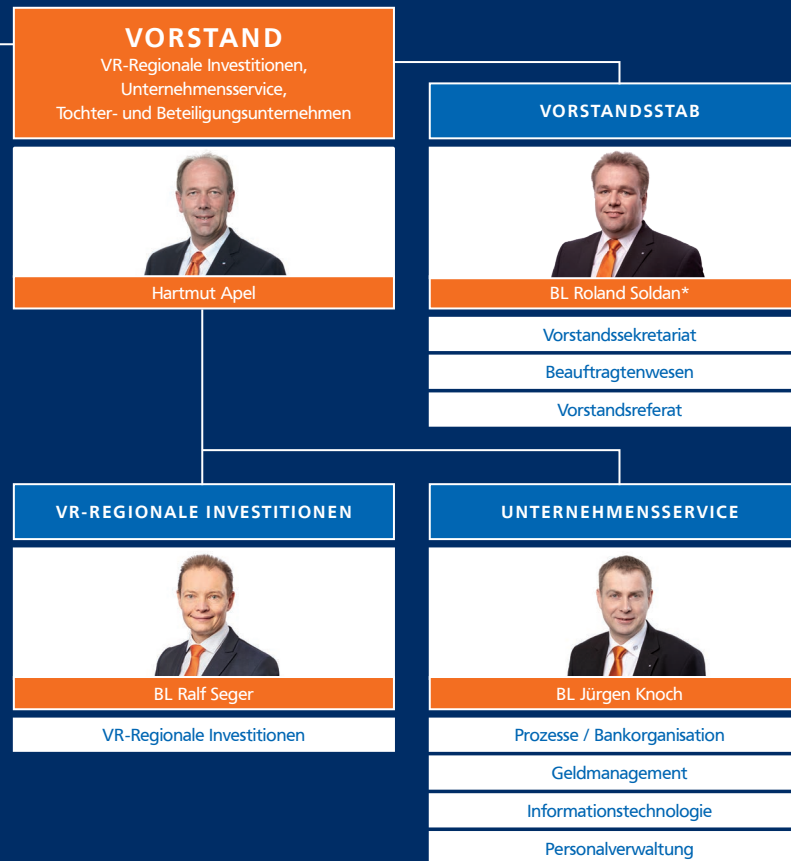 VORSTAND
VR-Regionale Investitionen,
Unternehmensservice,
Tochter- und Beteiligungsunternehmen
Hartmut Apel
VORSTANDSSTAB
BL Roland Soldan*
Vorstandssekretariat
Beauftragtenwesen
Vorstandsreferat
VR-REGIONALE INVESTITIONEN
BL Ralf Seger
VR-Regionale Investitionen
UNTERNEHMENSSERVICE
BL Jürgen Knoch
Prozesse / Bankorganisation
Geldmanagement
Informationstechnologie
Personalverwaltung